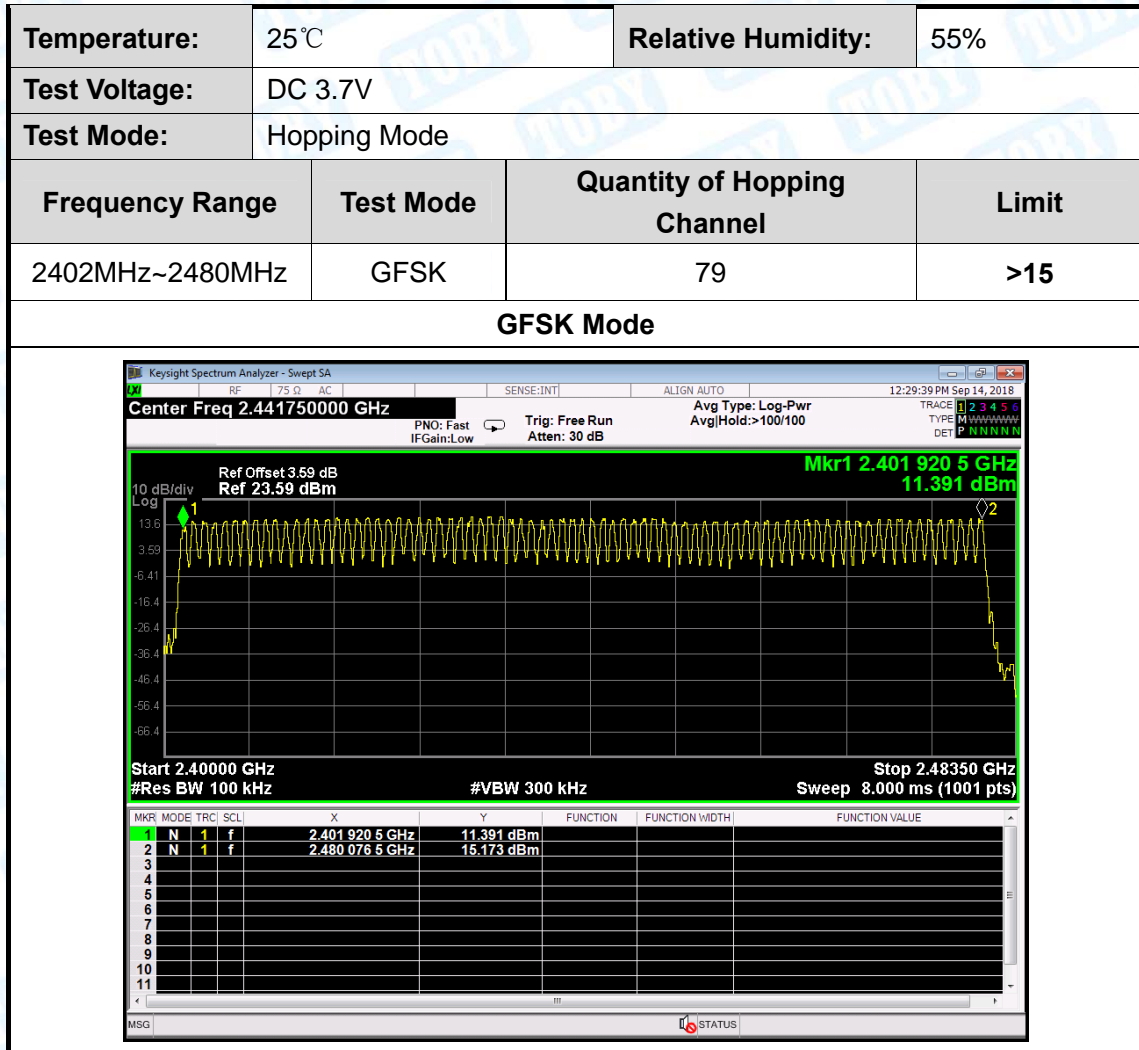 Temperature: 25℃ Relative Humidity: 55%
Test Voltage: DC 3.7V
Test Mode: Hopping Mode
Frequency Range Test Mode Quantity of Hopping Channel Limit
2402MHz~2480MHz GFSK 79 >15
GFSK Mode
Keysight Spectrum Analyzer - Swept SA
LXI RF 75 Ω AC SENSE:INT ALIGN AUTO 12:29:39 PM Sep 14, 2018
Center Freq 2.441750000 GHz
PNO: Fast
IFGain:Low
Trig: Free Run
Atten: 30 dB
Avg Type: Log-Pwr
Avg|Hold:>100/100
TRACE 1 2 3 4 5 6
TYPE M WWWWW
DET P N N N N N
Mkr1 2.401 920 5 GHz
11.391 dBm
Ref Offset 3.59 dB
10 dB/div Ref 23.59 dBm
Log
1
2
13.6
3.59
-6.41
-16.4
-26.4
-36.4
-46.4
-56.4
-66.4
Start 2.40000 GHz Stop 2.48350 GHz
#Res BW 100 kHz #VBW 300 kHz Sweep 8.000 ms (1001 pts)
MKR MODE TRC SCL X Y FUNCTION FUNCTION WIDTH FUNCTION VALUE
1 N 1 f 2.401 920 5 GHz 11.391 dBm
2 N 1 f 2.480 076 5 GHz 15.173 dBm
3
4
5
6
7
8
9
10
11
MSG STATUS
TOBY